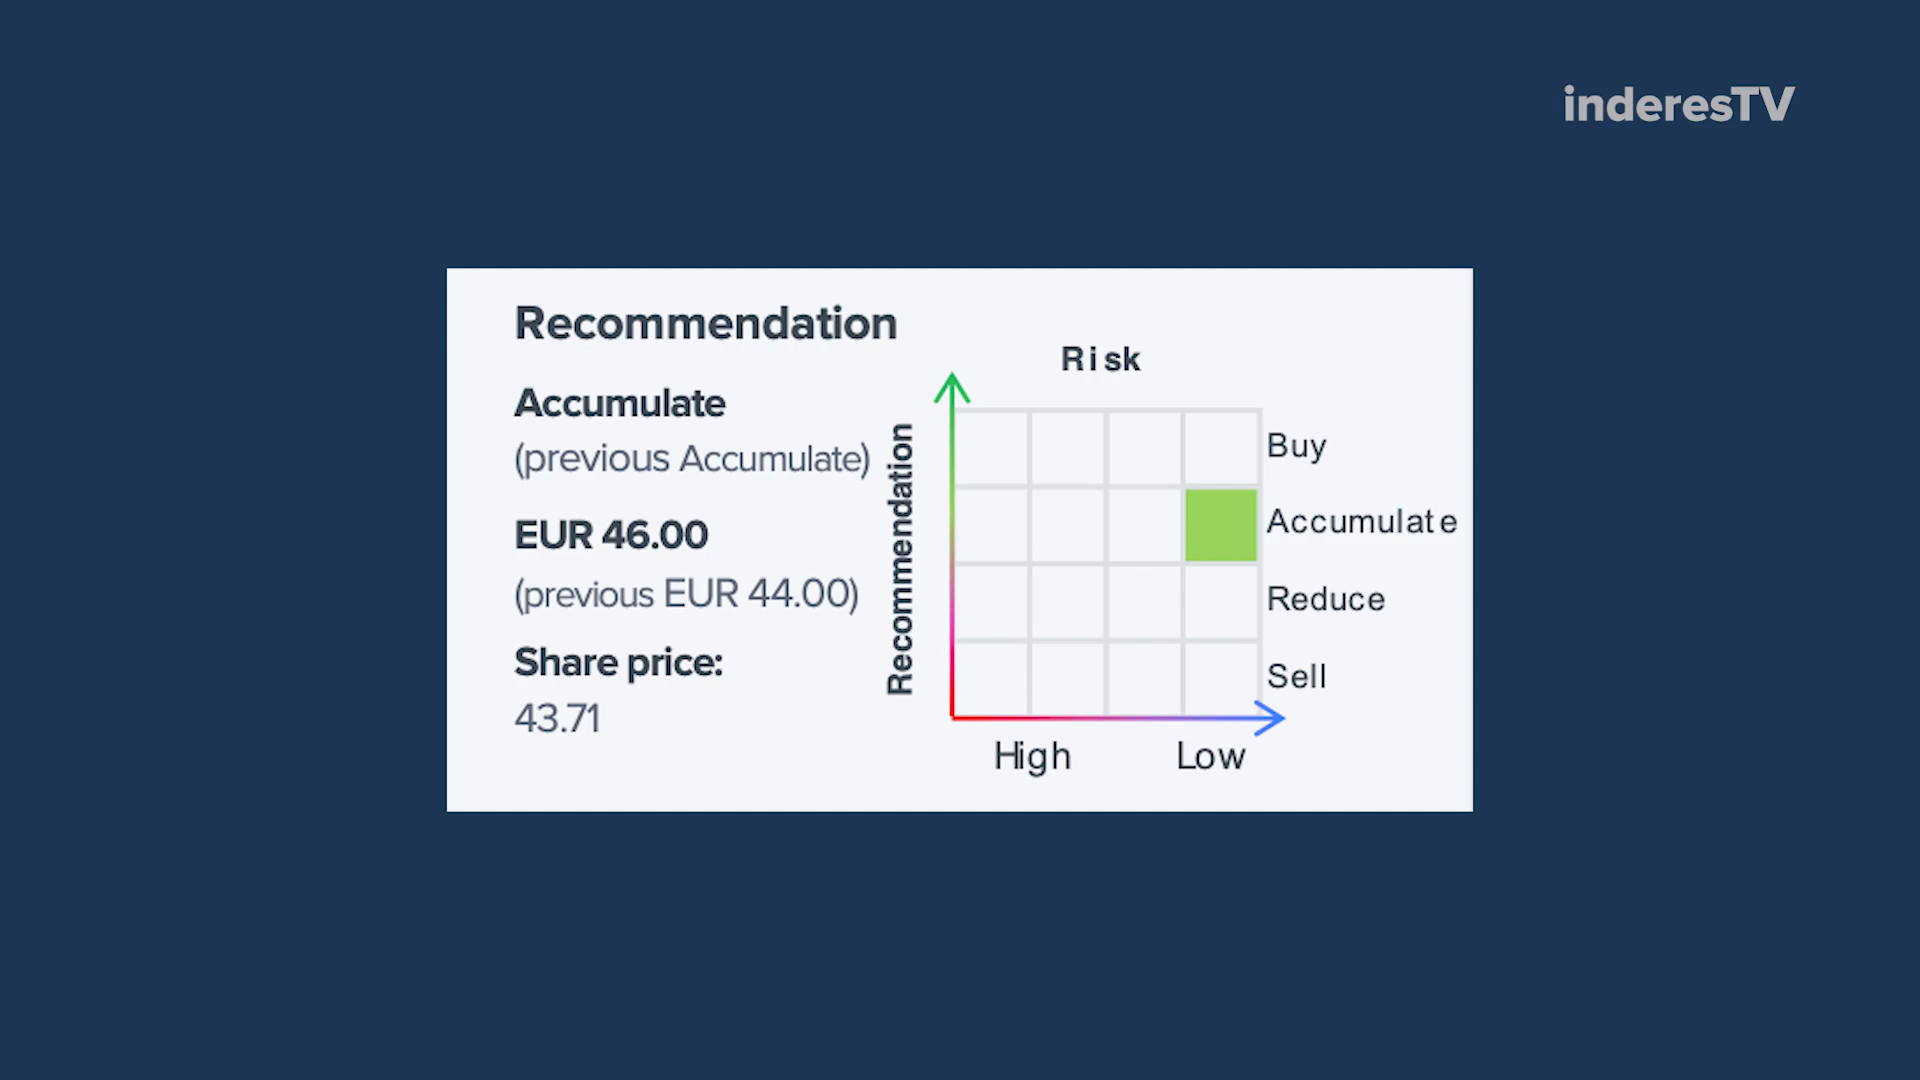 inderesTV
Recommendation
Accumulate
(previous Accumulate)
EUR 46.00
(previous EUR 44.00)
Share price:
43.71
Risk
Recommendation
Buy
Accumulate
Reduce
Sell
High Low